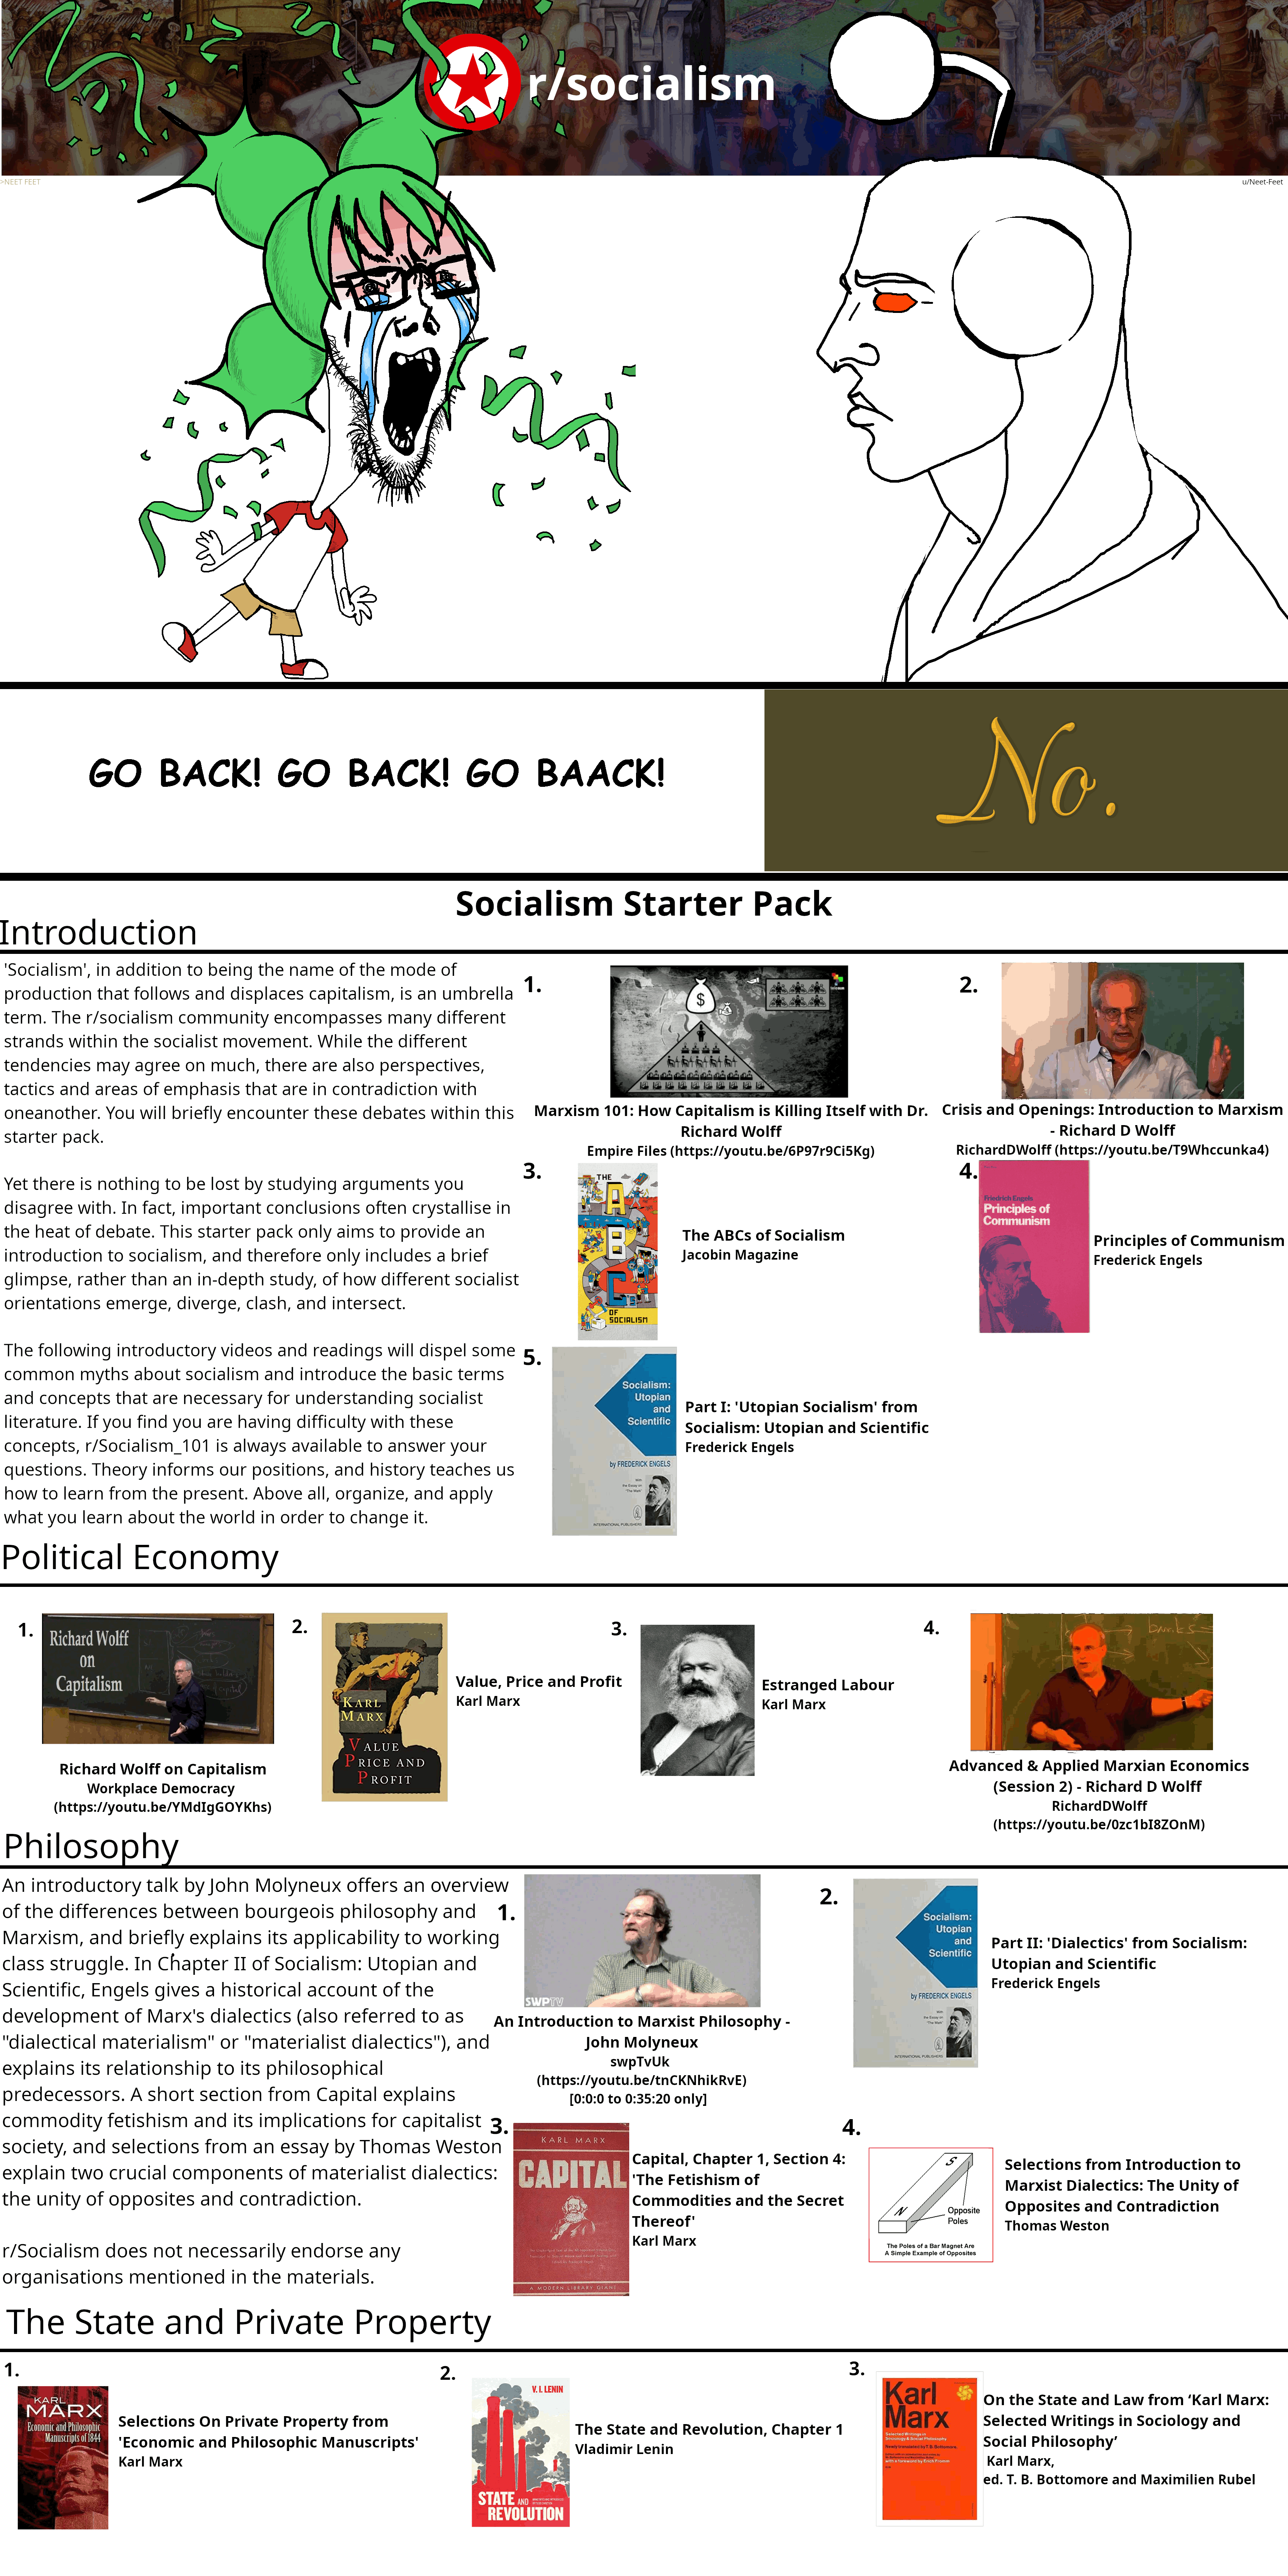 r/socialism
>NEET FEET
u/Neet-Feet
GO BACK! GO BACK! GO BAACK!
No.
Socialism Starter Pack
Introduction
'Socialism', in addition to being the name of the mode of
production that follows and displaces capitalism, is an umbrella
term. The r/socialism community encompasses many different
strands within the socialist movement. While the different
tendencies may agree on much, there are also perspectives,
tactics and areas of emphasis that are in contradiction with
oneanother. You will briefly encounter these debates within this
starter pack.
Yet there is nothing to be lost by studying arguments you
disagree with. In fact, important conclusions often crystallise in
the heat of debate. This starter pack only aims to provide an
introduction to socialism, and therefore only includes a brief
glimpse, rather than an in-depth study, of how different socialist
orientations emerge, diverge, clash, and intersect.
The following introductory videos and readings will dispel some
common myths about socialism and introduce the basic terms
and concepts that are necessary for understanding socialist
literature. If you find you are having difficulty with these
concepts, r/Socialism_101 is always available to answer your
questions. Theory informs our positions, and history teaches us
how to learn from the present. Above all, organize, and apply
what you learn about the world in order to change it.
1.
$
Marxism 101: How Capitalism is Killing Itself with Dr.
Richard Wolff
Empire Files (https://youtu.be/6P97r9Ci5Kg)
2.
Crisis and Openings: Introduction to Marxism
- Richard D Wolff
RichardDWolff (https://youtu.be/T9Whccunka4)
3.
THE
A
B
Cs
OF
SOCIALISM
The ABCs of Socialism
Jacobin Magazine
4.
Friedrich Engels
Principles of
Communism
Principles of Communism
Frederick Engels
5.
Socialism:
Utopian
and
Scientific
by FREDERICK ENGELS
With
the Essay on
"The Mark"
INTERNATIONAL PUBLISHERS
Part I: 'Utopian Socialism' from
Socialism: Utopian and Scientific
Frederick Engels
Political Economy
1.
Richard Wolff
on
Capitalism
Richard Wolff on Capitalism
Workplace Democracy
(https://youtu.be/YMdIgGOYKhs)
2.
KARL
MARX
VALUE
PRICE AND
PROFIT
Value, Price and Profit
Karl Marx
3.
Estranged Labour
Karl Marx
4.
Advanced & Applied Marxian Economics
(Session 2) - Richard D Wolff
RichardDWolff
(https://youtu.be/0zc1bI8ZOnM)
Philosophy
An introductory talk by John Molyneux offers an overview
of the differences between bourgeois philosophy and
Marxism, and briefly explains its applicability to working
class struggle. In Chapter II of Socialism: Utopian and
Scientific, Engels gives a historical account of the
development of Marx's dialectics (also referred to as
"dialectical materialism" or "materialist dialectics"), and
explains its relationship to its philosophical
predecessors. A short section from Capital explains
commodity fetishism and its implications for capitalist
society, and selections from an essay by Thomas Weston
explain two crucial components of materialist dialectics:
the unity of opposites and contradiction.
r/Socialism does not necessarily endorse any
organisations mentioned in the materials.
1.
SWPTV
An Introduction to Marxist Philosophy -
John Molyneux
swpTvUk
(https://youtu.be/tnCKNhikRvE)
[0:0:0 to 0:35:20 only]
2.
Socialism:
Utopian
and
Scientific
by FREDERICK ENGELS
INTERNATIONAL PUBLISHERS
Part II: 'Dialectics' from Socialism:
Utopian and Scientific
Frederick Engels
3.
KARL MARX
CAPITAL
A MODERN LIBRARY GIANT
Capital, Chapter 1, Section 4:
'The Fetishism of
Commodities and the Secret
Thereof'
Karl Marx
4.
S
N
Opposite
Poles
The Poles of a Bar Magnet Are
A Simple Example of Opposites
Selections from Introduction to
Marxist Dialectics: The Unity of
Opposites and Contradiction
Thomas Weston
The State and Private Property
1.
KARL
MARX
Economic and Philosophic
Manuscripts of 1844
Selections On Private Property from
'Economic and Philosophic Manuscripts'
Karl Marx
2.
V. I. LENIN
STATE AND
REVOLUTION
The State and Revolution, Chapter 1
Vladimir Lenin
3.
Karl
Marx
On the State and Law from ‘Karl Marx:
Selected Writings in Sociology and
Social Philosophy’
Karl Marx,
ed. T. B. Bottomore and Maximilien Rubel